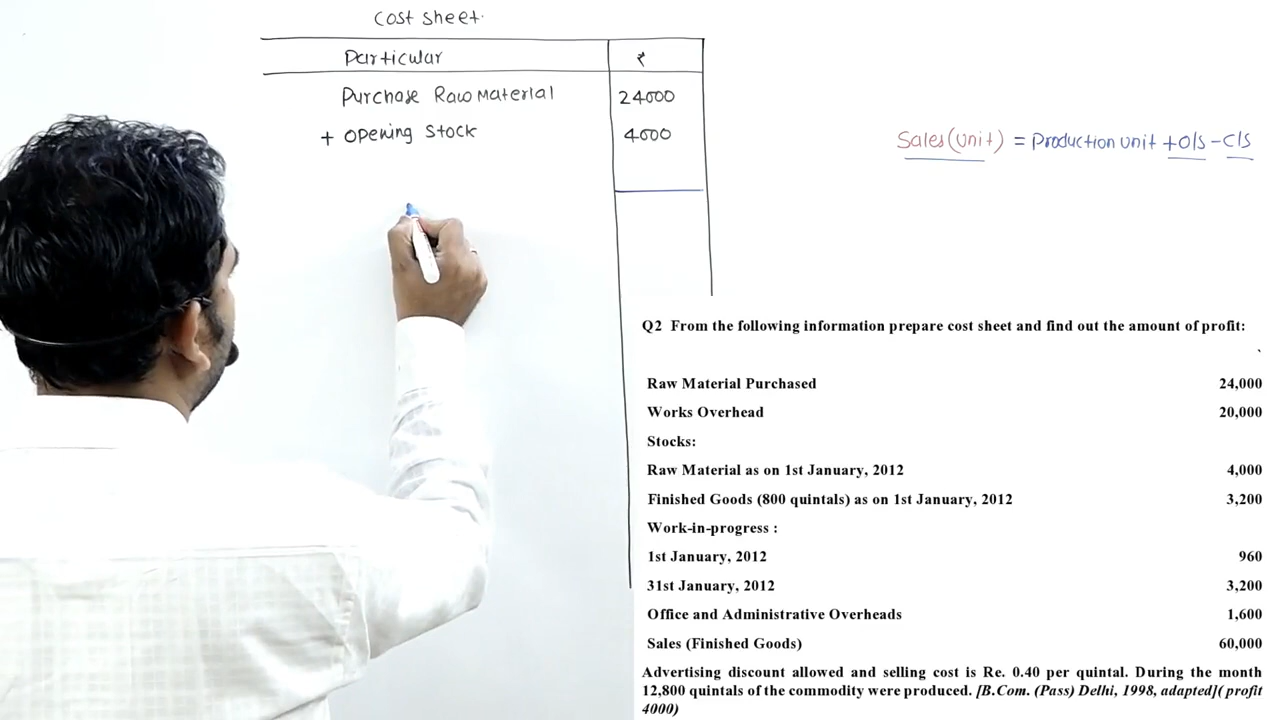 Cost sheet.
Particular ₹
Purchase Raw Material 24000
+ Opening Stock 4000
Sales (Unit) = Production unit + O/S - C/S
Q2 From the following information prepare cost sheet and find out the amount of profit:
Raw Material Purchased 24,000
Works Overhead 20,000
Stocks:
Raw Material as on 1st January, 2012 4,000
Finished Goods (800 quintals) as on 1st January, 2012 3,200
Work-in-progress :
1st January, 2012 960
31st January, 2012 3,200
Office and Administrative Overheads 1,600
Sales (Finished Goods) 60,000
Advertising discount allowed and selling cost is Re. 0.40 per quintal. During the month
12,800 quintals of the commodity were produced. [B.Com. (Pass) Delhi, 1998, adapted]( profit
4000)